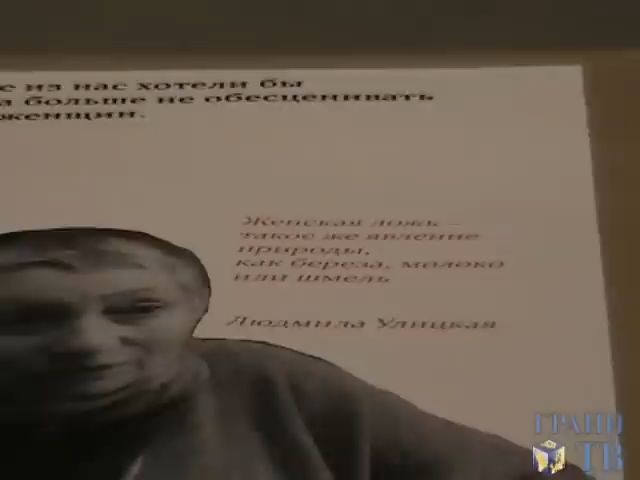 е из нас хотели бы
а больше не обесценивать
женщин.
Женская ложь –
такое же явление
природы,
как береза, молоко
или шмель
Людмила Улицкая
ГРАНИ
ТВ